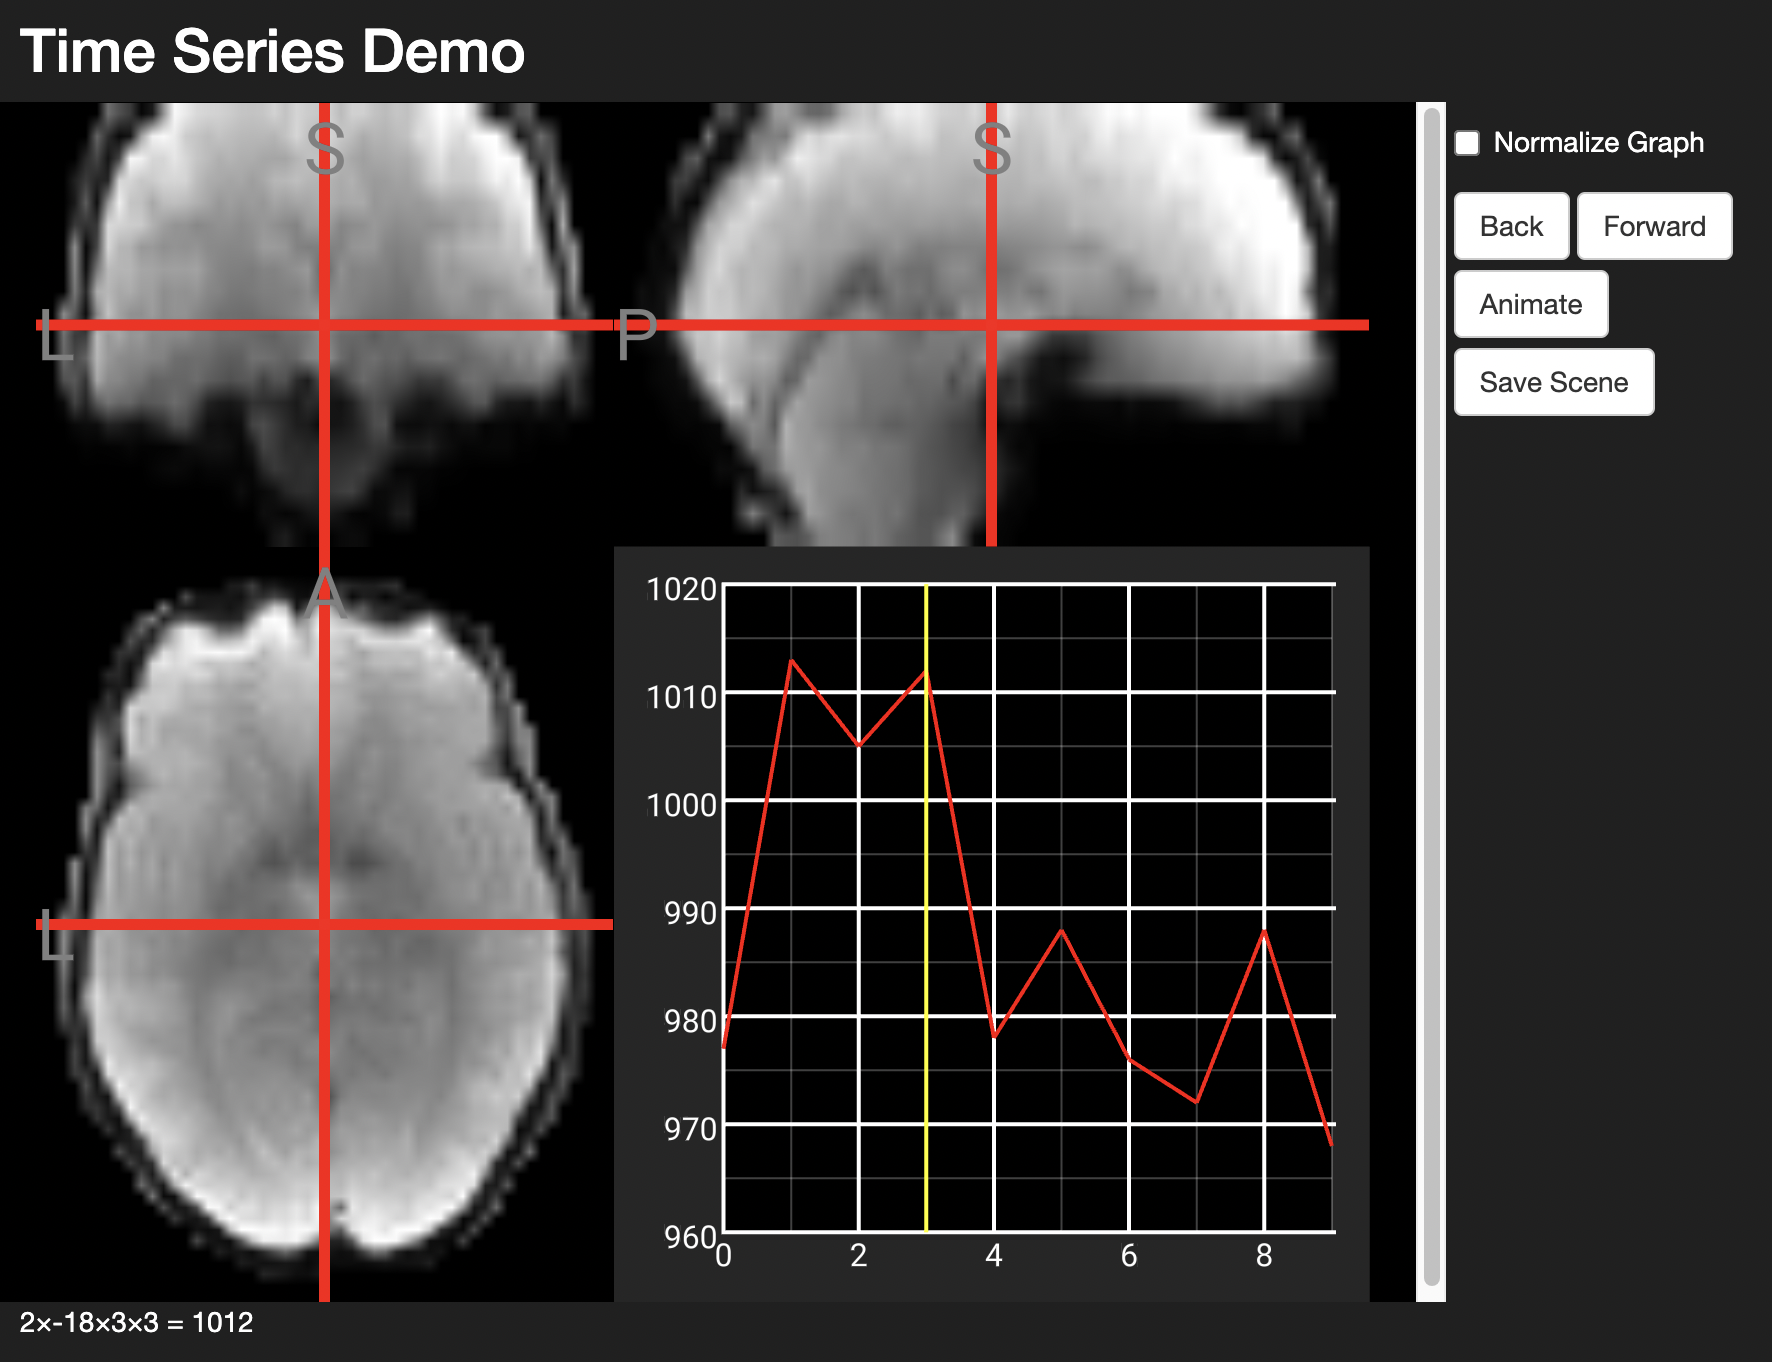 Time Series Demo
S
S
L
P
Normalize Graph
Back
Forward
Animate
Save Scene
A
L
1020
1010
1000
990
980
970
960
0 2 4 6 8
2×-18×3×3 = 1012